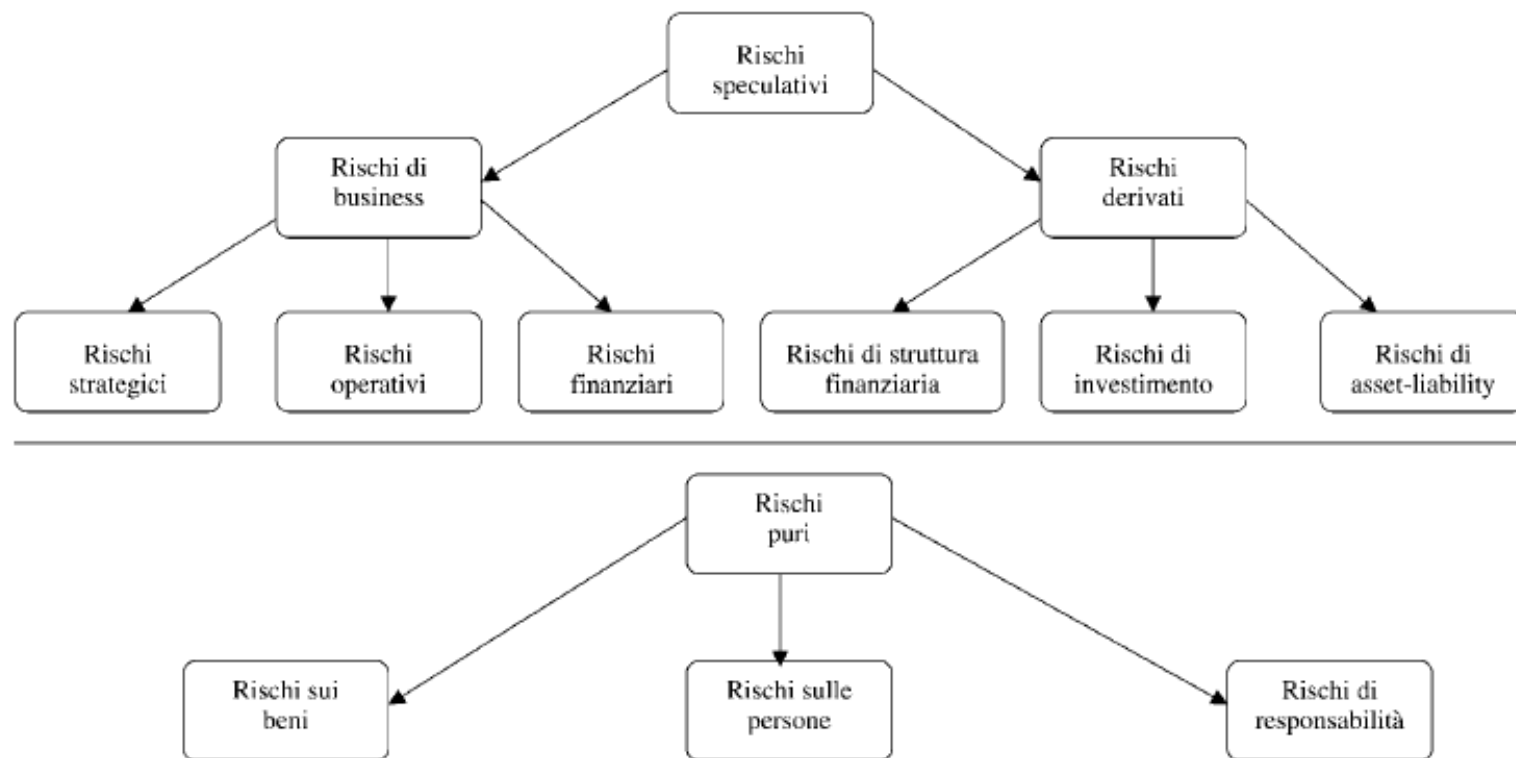 Rischi
speculativi
Rischi di
business
Rischi
derivati
Rischi
strategici
Rischi
operativi
Rischi
finanziari
Rischi di struttura
finanziaria
Rischi di
investimento
Rischi di
asset-liability
Rischi
puri
Rischi sui
beni
Rischi sulle
persone
Rischi di
responsabilità